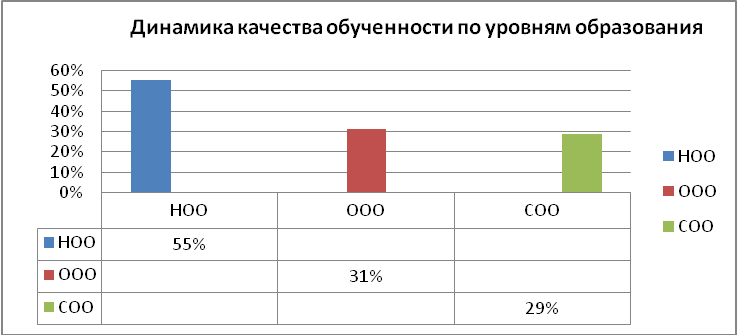 Динамика качества обученности по уровням образования
60%
50%
40%
30%
20%
10%
0%
НОО ООО СОО
НОО 55%
ООО 31%
СОО 29%
НОО
ООО
СОО